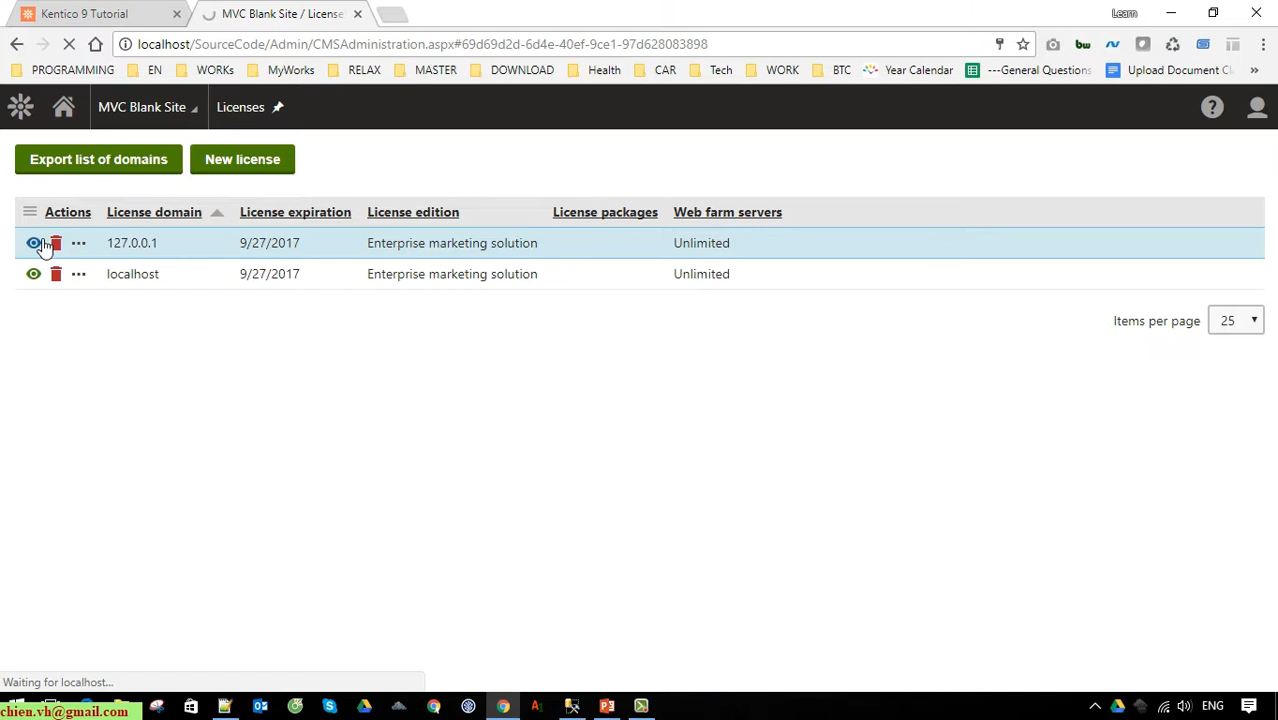 Kentico 9 Tutorial
MVC Blank Site / License
Learn
localhost/SourceCode/Admin/CMSAdministration.aspx#69d69d2d-6d4e-40ef-9ce1-97d628083898
PROGRAMMING EN WORKs MyWorks RELAX MASTER DOWNLOAD Health CAR Tech WORK BTC Year Calendar ---General Questions Upload Document Cl
MVC Blank Site Licenses
Export list of domains New license
Actions License domain License expiration License edition License packages Web farm servers
127.0.0.1 9/27/2017 Enterprise marketing solution Unlimited
localhost 9/27/2017 Enterprise marketing solution Unlimited
Items per page 25
Waiting for localhost...
chien.vh@gmail.com
ENG